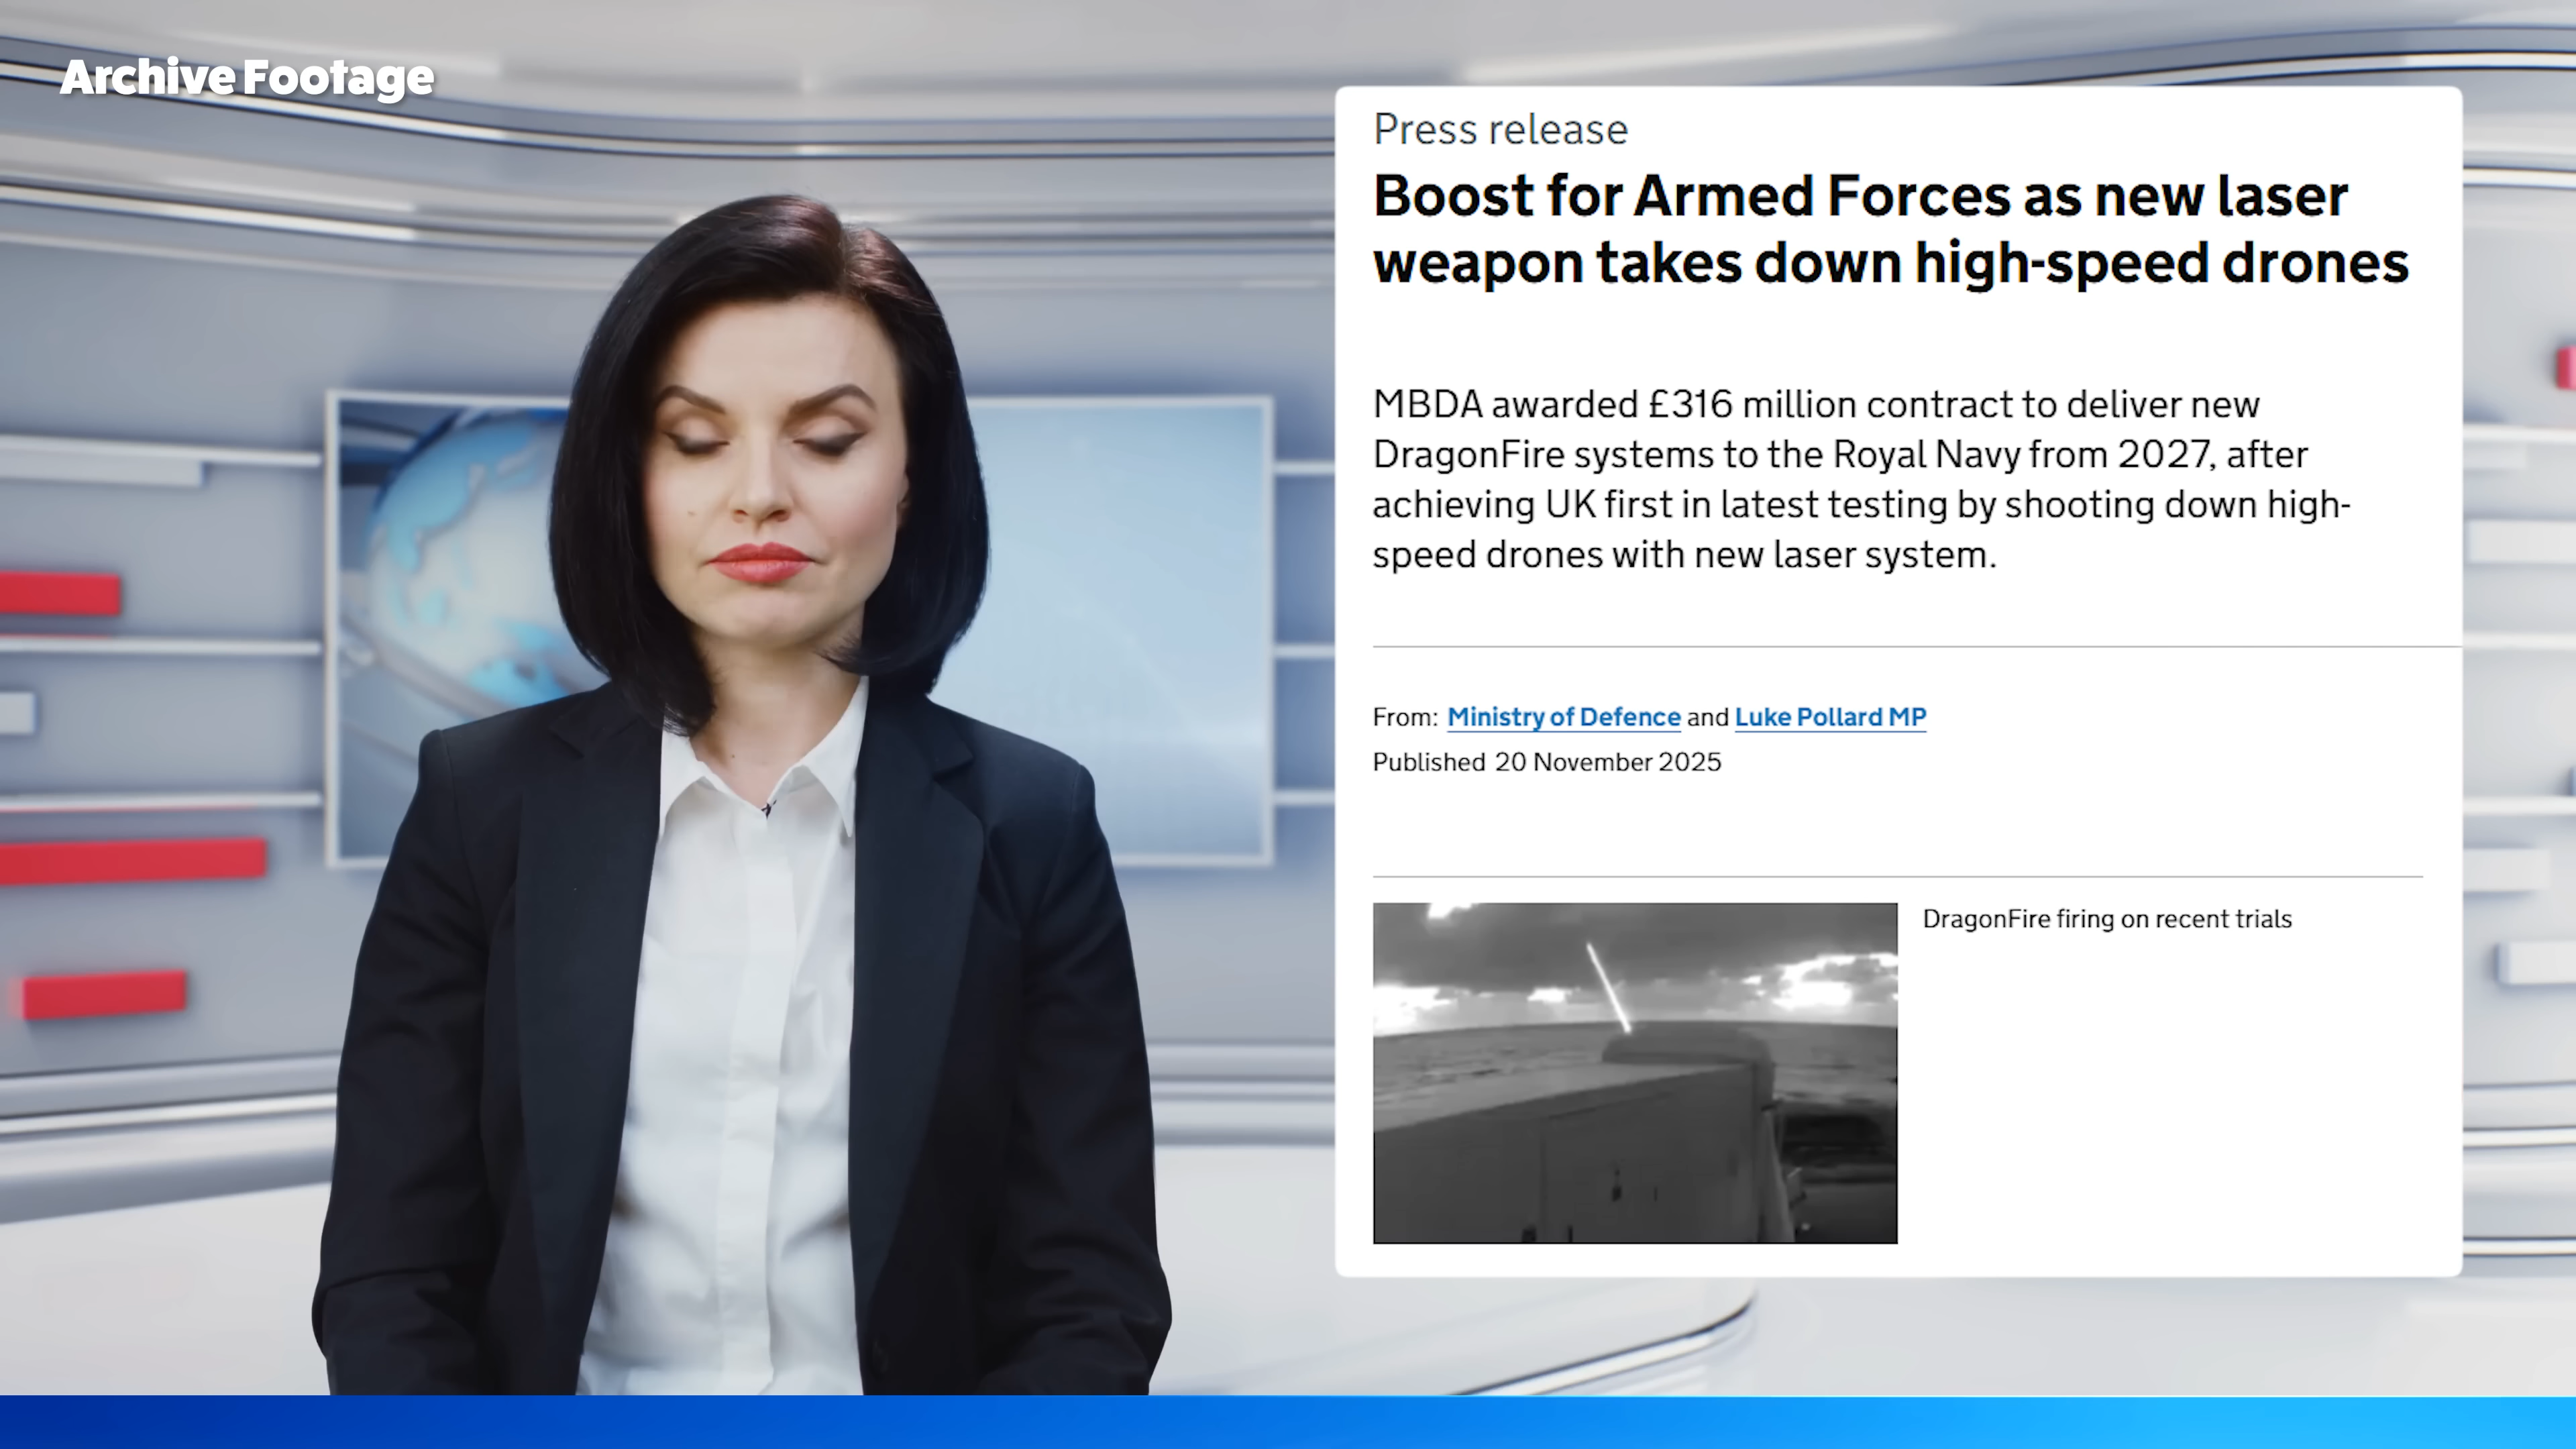 Archive Footage
Press release
Boost for Armed Forces as new laser
weapon takes down high-speed drones
MBDA awarded £316 million contract to deliver new
DragonFire systems to the Royal Navy from 2027, after
achieving UK first in latest testing by shooting down high-
speed drones with new laser system.
From: Ministry of Defence and Luke Pollard MP
Published 20 November 2025
DragonFire firing on recent trials